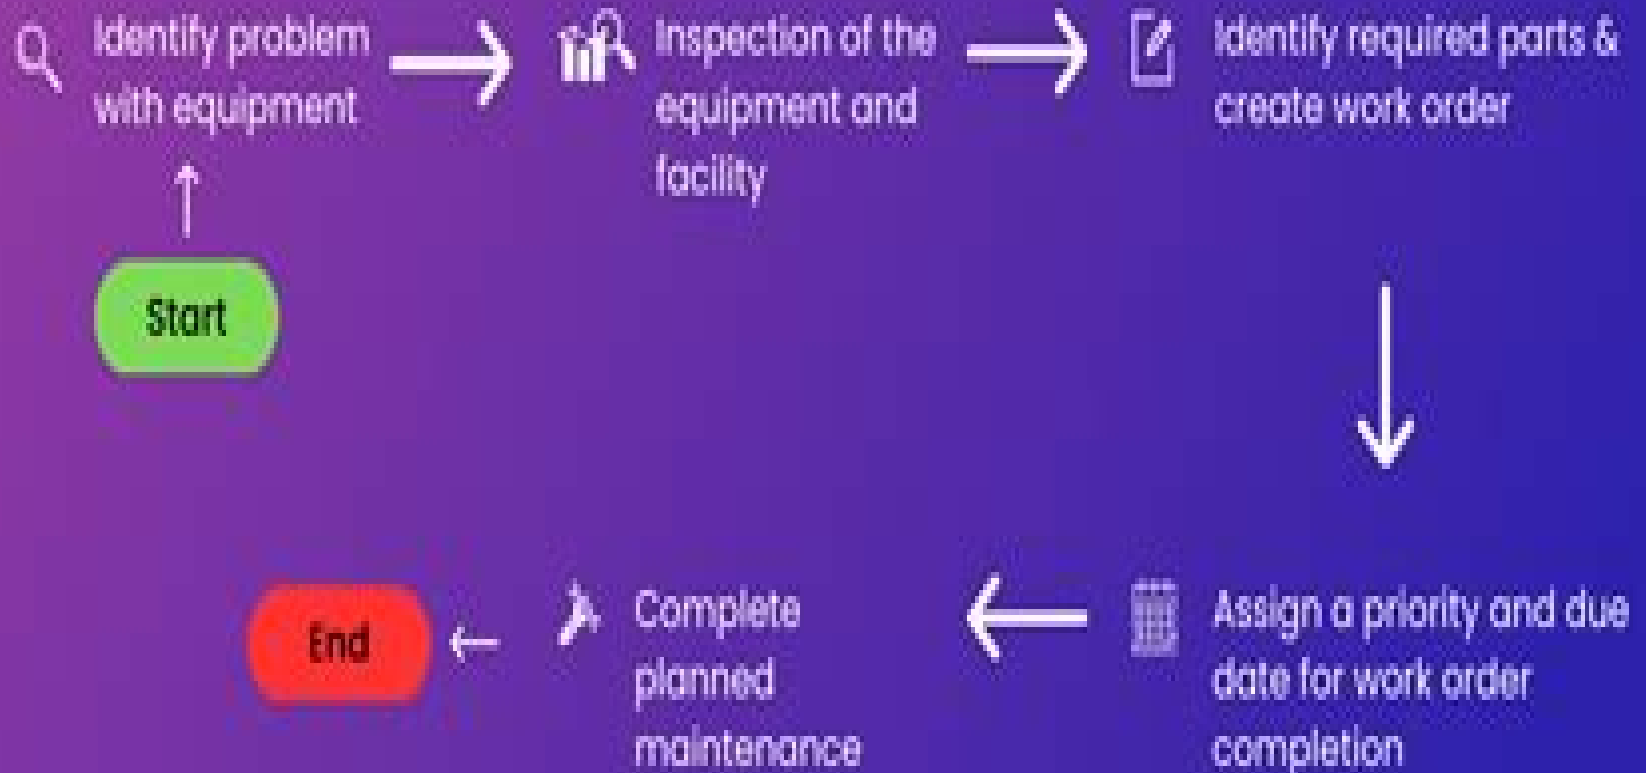 Identify problem
with equipment
Inspection of the
equipment and
facility
Identify required parts &
create work order
Start
Assign a priority and due
date for work order
completion
Complete
planned
maintenance
End